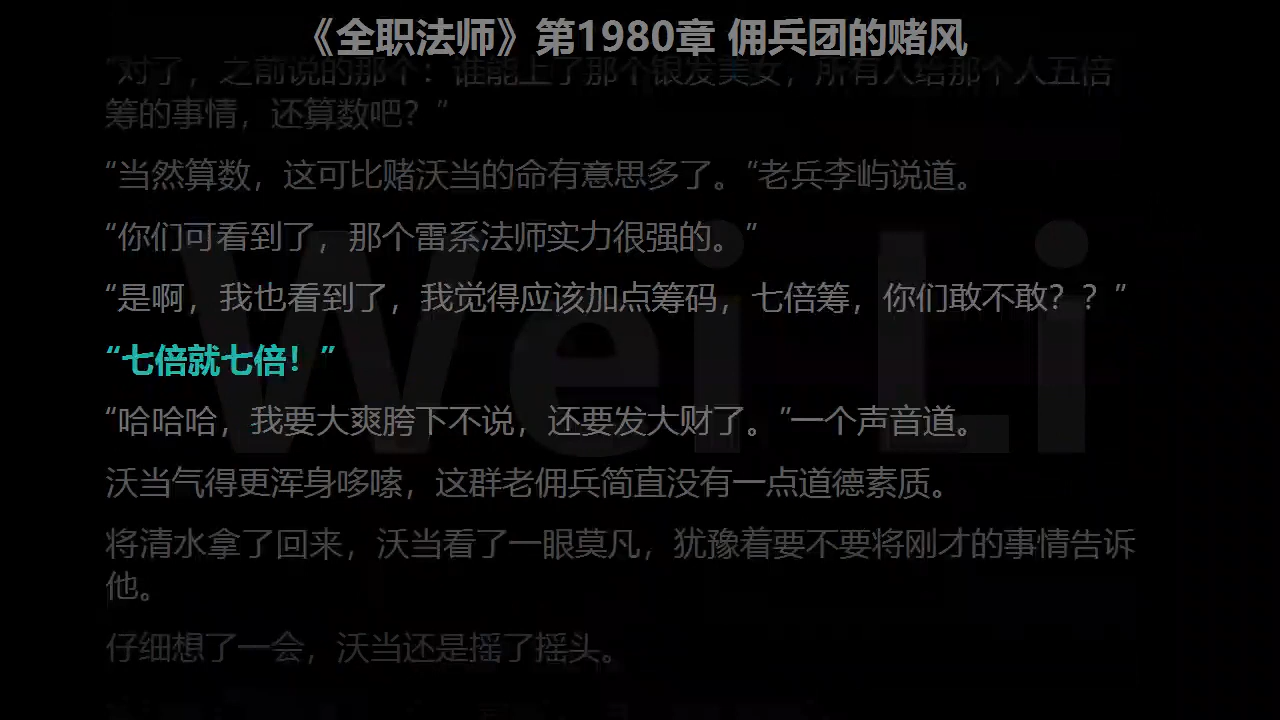 《全职法师》第1980章 佣兵团的赌风
“对了，之前说的那个：谁能上了那个银发美女，所有人给那个人五倍
筹的事情，还算数吧？”
“当然算数，这可比赌沃当的命有意思多了。”老兵李屿说道。
“你们可看到了，那个雷系法师实力很强的。”
“是啊，我也看到了，我觉得应该加点筹码，七倍筹，你们敢不敢？？”
“七倍就七倍！”
“哈哈哈，我要大爽胯下不说，还要发大财了。”一个声音道。
沃当气得更浑身哆嗦，这群老佣兵简直没有一点道德素质。
将清水拿了回来，沃当看了一眼莫凡，犹豫着要不要将刚才的事情告诉
他。
仔细想了一会，沃当还是摇了摇头。
Wei Li